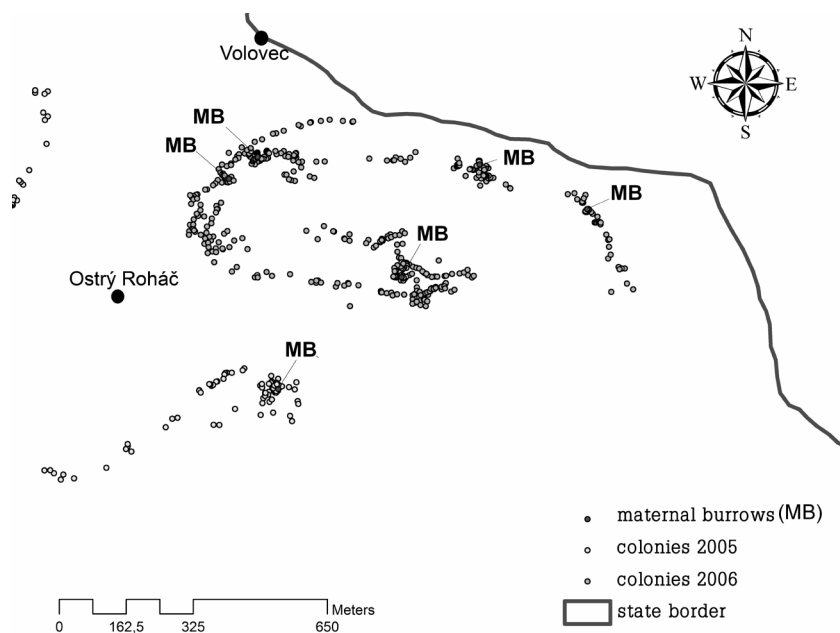 Volovec
N
W E
S
MB
MB
MB
MB
MB
Ostrý Roháč
MB
maternal burrows (MB)
colonies 2005
colonies 2006
state border
Meters
0 162,5 325 650